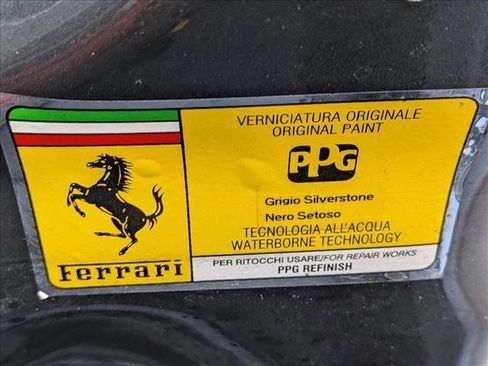 VERNICIATURA ORIGINALE
ORIGINAL PAINT
PPG
Grigio Silverstone
Nero Setoso
TECNOLOGIA ALL'ACQUA
WATERBORNE TECHNOLOGY
PER RITOCCHI USARE/FOR REPAIR WORKS
PPG REFINISH
Ferrari